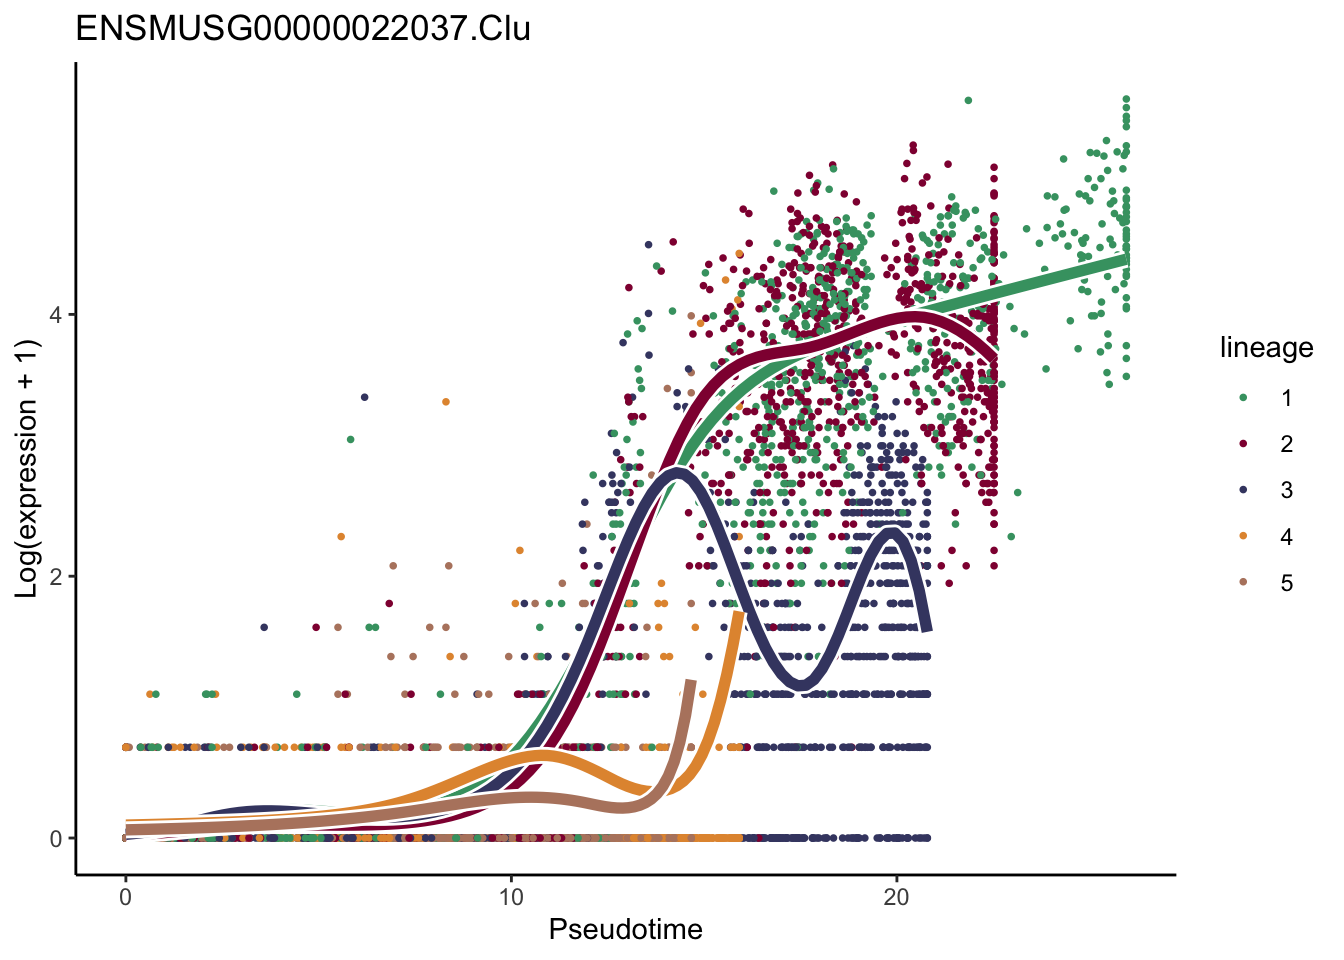 ENSMUSG00000022037.Clu
Log(expression + 1)
4
2
0
0
10
20
Pseudotime
lineage
1
2
3
4
5